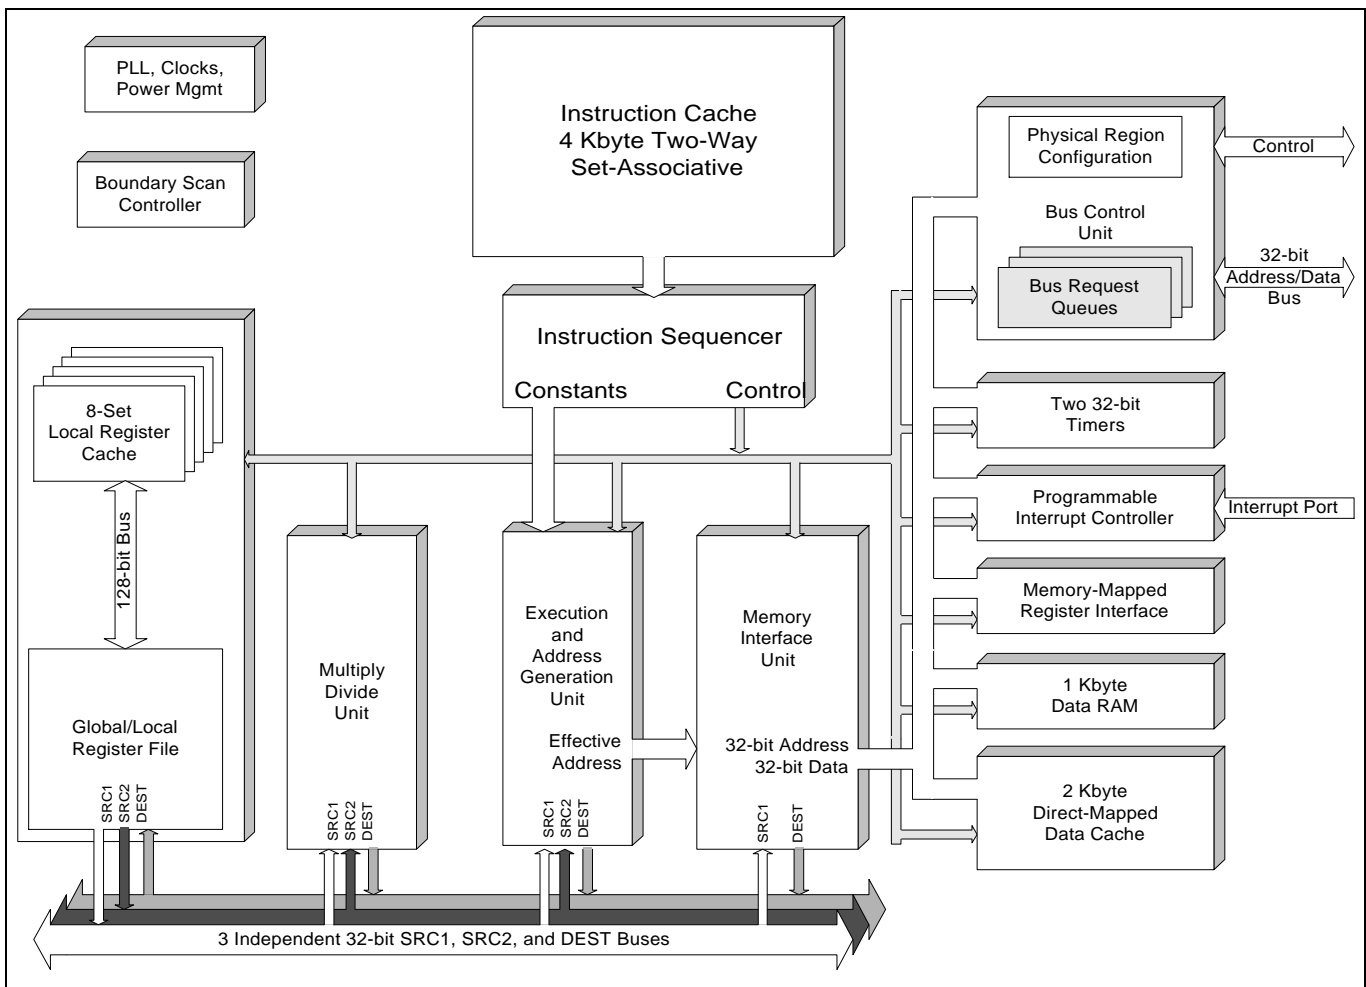 PLL, Clocks,
Power Mgmt
Boundary Scan
Controller
Instruction Cache
4 Kbyte Two-Way
Set-Associative
Physical Region
Configuration
Control
Bus Control
Unit
Bus Request
Queues
32-bit
Address/Data
Bus
Instruction Sequencer
Constants
Control
8-Set
Local Register
Cache
128-bit Bus
Global/Local
Register File
SRC1
SRC2
DEST
Multiply
Divide
Unit
SRC1
SRC2
DEST
Execution
and
Address
Generation
Unit
Effective
Address
SRC1
SRC2
DEST
Memory
Interface
Unit
32-bit Address
32-bit Data
SRC1
DEST
Two 32-bit
Timers
Programmable
Interrupt Controller
Interrupt Port
Memory-Mapped
Register Interface
1 Kbyte
Data RAM
2 Kbyte
Direct-Mapped
Data Cache
3 Independent 32-bit SRC1, SRC2, and DEST Buses